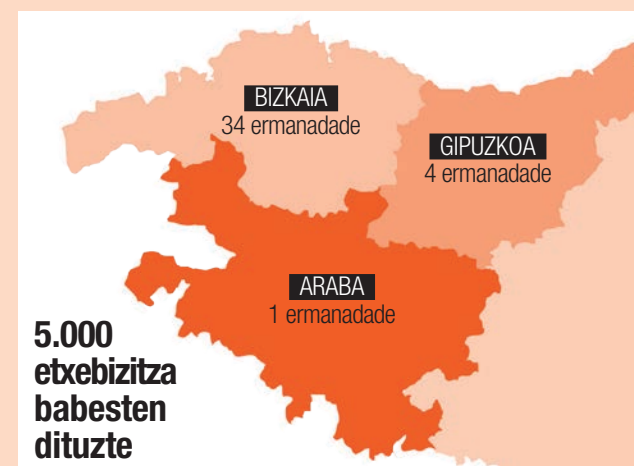 BIZKAIA
34 ermanadade
GIPUZKOA
4 ermanadade
ARABA
1 ermanadade
5.000
etxebizitza
babesten
dituzte